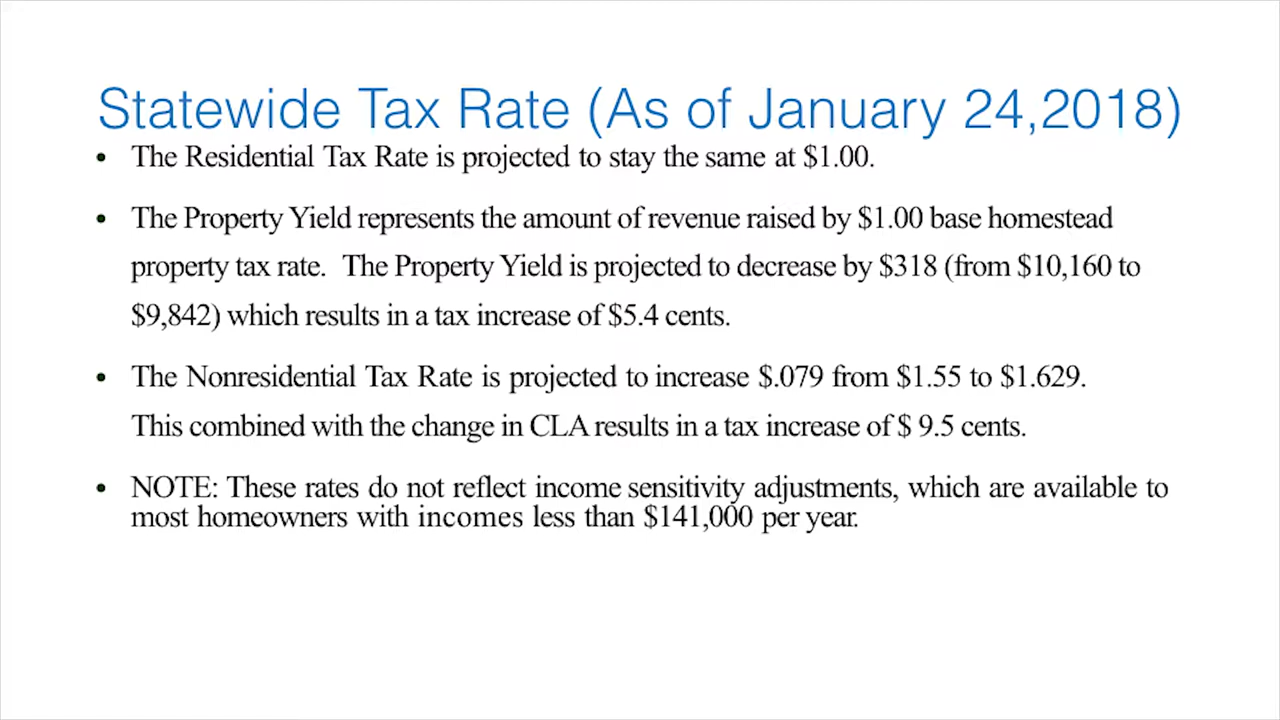 Statewide Tax Rate (As of January 24,2018)
• The Residential Tax Rate is projected to stay the same at $1.00.
• The Property Yield represents the amount of revenue raised by $1.00 base homestead
property tax rate. The Property Yield is projected to decrease by $318 (from $10,160 to
$9,842) which results in a tax increase of $5.4 cents.
• The Nonresidential Tax Rate is projected to increase $.079 from $1.55 to $1.629.
This combined with the change in CLA results in a tax increase of $ 9.5 cents.
• NOTE: These rates do not reflect income sensitivity adjustments, which are available to
most homeowners with incomes less than $141,000 per year.